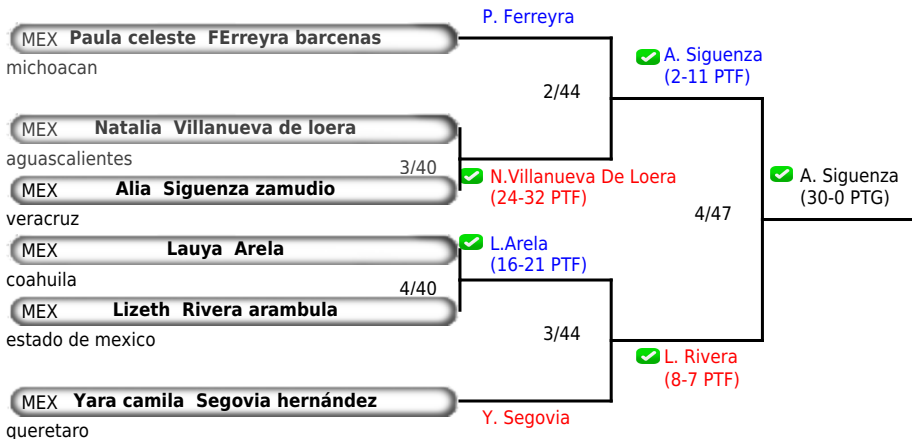 P. Ferreyra
MEX Paula celeste FErreyra barcenas
michoacan
A. Siguenza
(2-11 PTF)
2/44
MEX Natalia Villanueva de loera
aguascalientes
3/40
N.Villanueva De Loera
(24-32 PTF)
MEX Alia Siguenza zamudio
veracruz
A. Siguenza
(30-0 PTG)
4/47
MEX Lauya Arela
coahuila
L.Arela
(16-21 PTF)
4/40
MEX Lizeth Rivera arambula
estado de mexico
3/44
L. Rivera
(8-7 PTF)
MEX Yara camila Segovia hernández
queretaro
Y. Segovia